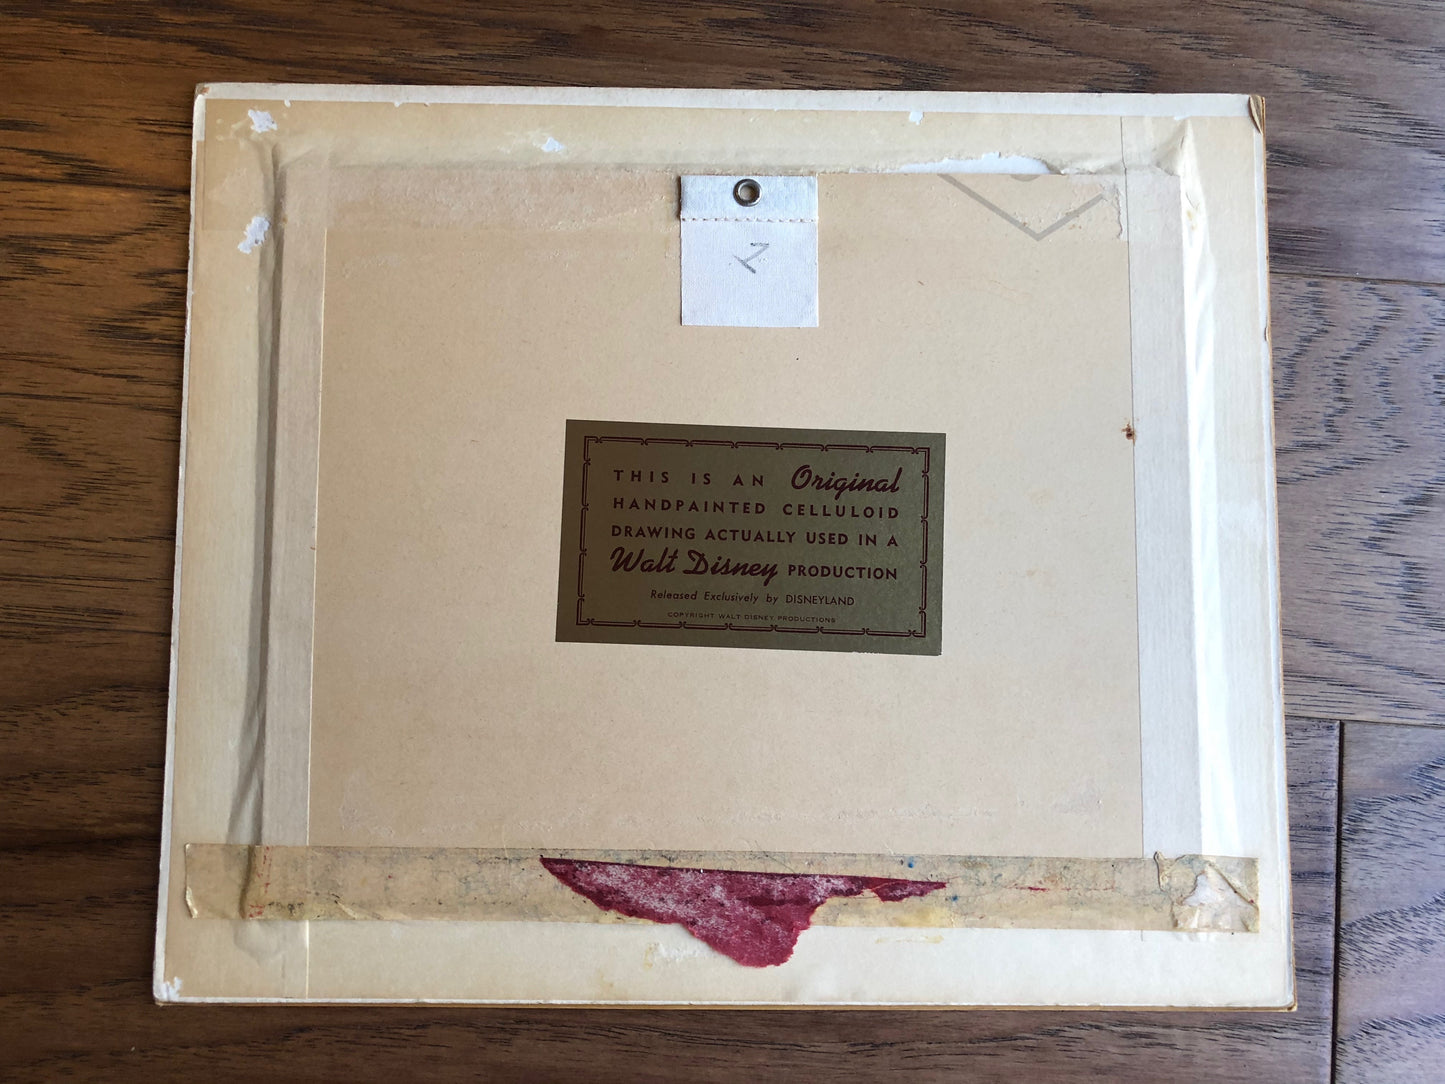 THIS IS AN Original
HANDPAINTED CELLULOID
DRAWING ACTUALLY USED IN A
Walt Disney PRODUCTION
Released Exclusively by DISNEYLAND
COPYRIGHT WALT DISNEY PRODUCTIONS